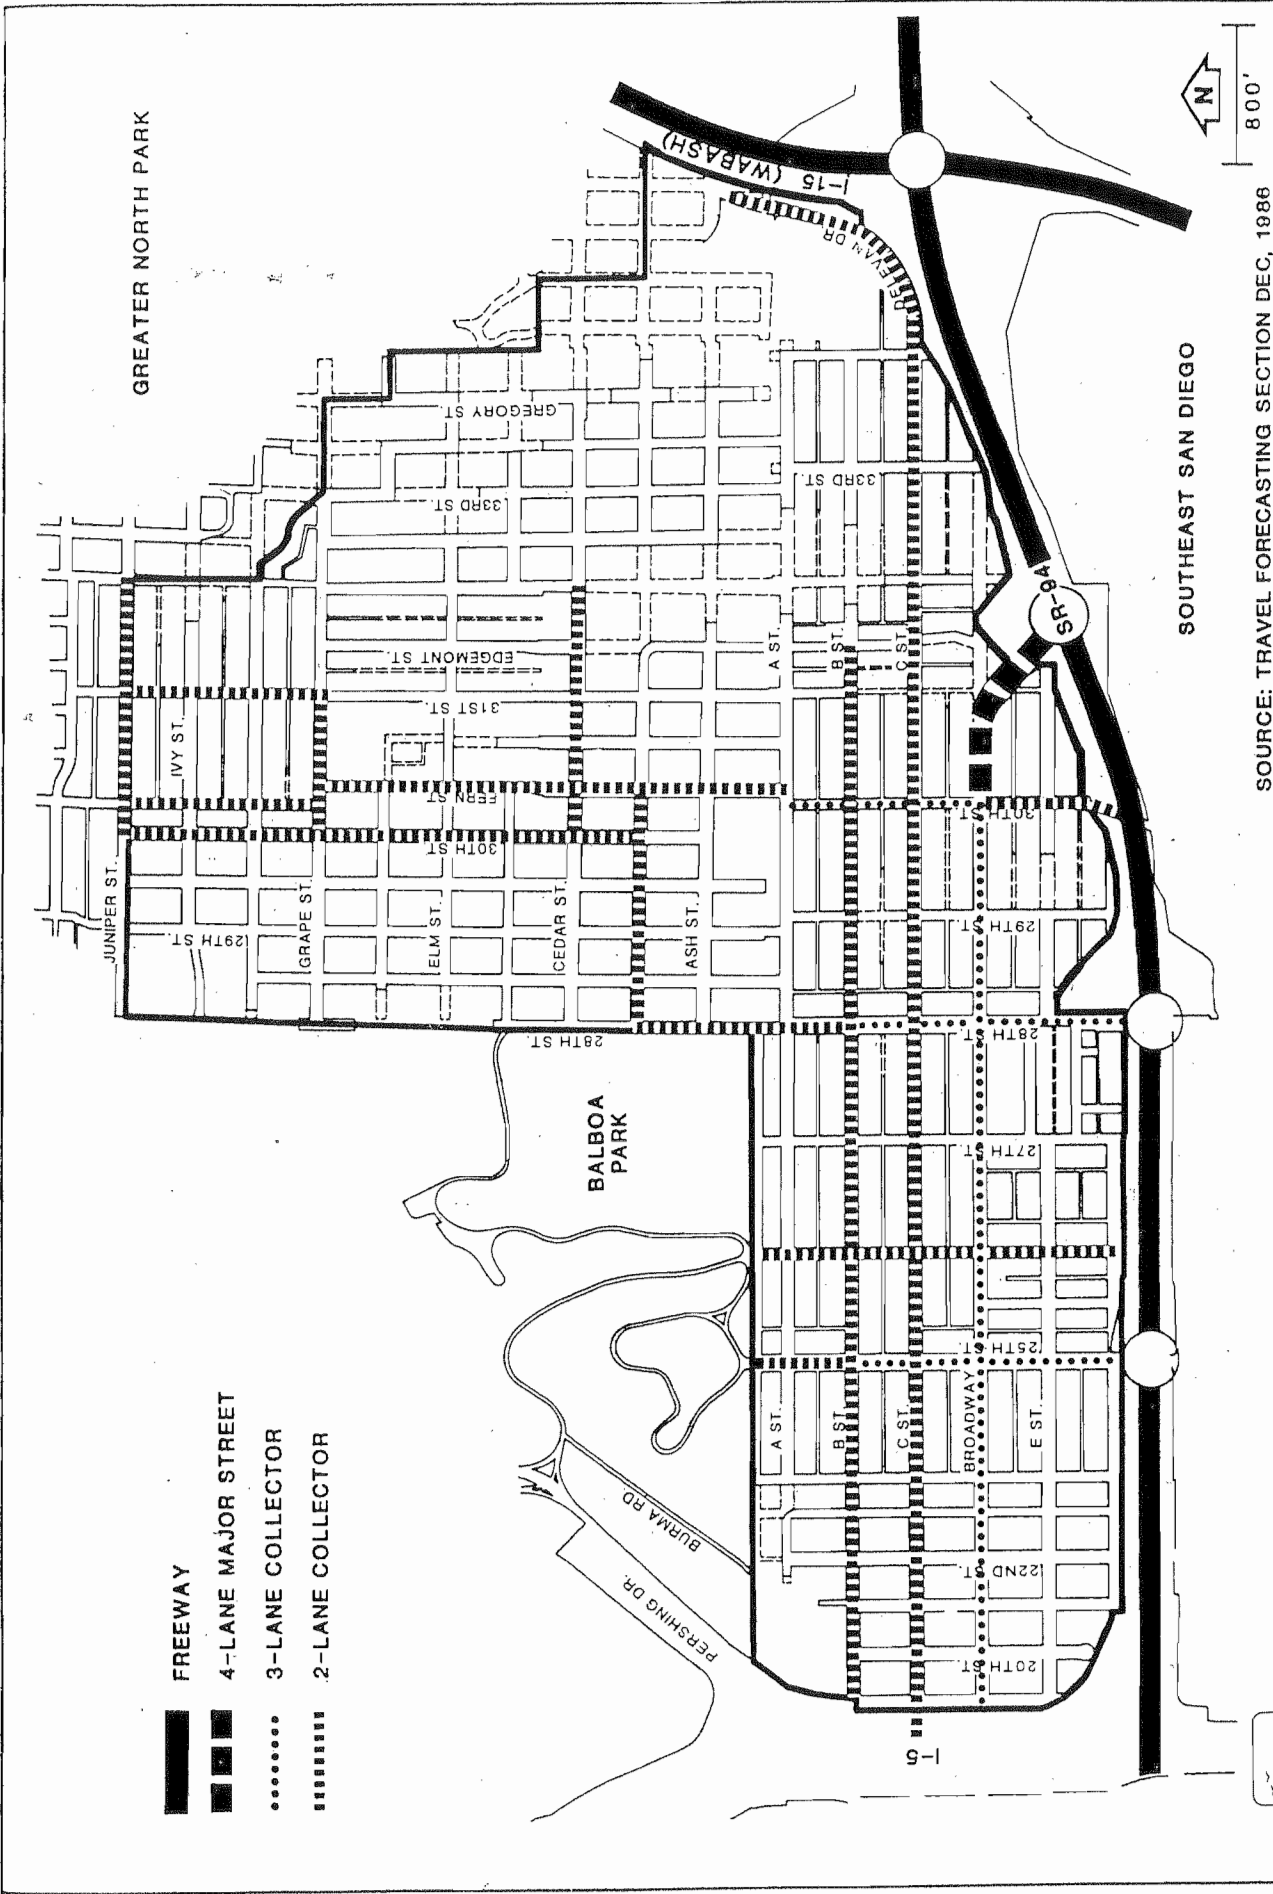 FREEWAY
4-LANE MAJOR STREET
3-LANE COLLECTOR
2-LANE COLLECTOR
GREATER NORTH PARK
BALBOA
PARK
SOUTHEAST SAN DIEGO
JUNIPER ST.
IVY ST.
GRAPE ST.
ELM ST.
CEDAR ST.
ASH ST.
A ST.
B ST.
C ST.
A ST.
B ST.
C ST.
BROADWAY
E ST.
29TH ST.
30TH ST.
FERN ST.
31ST ST.
EDGEMONT ST.
33RD ST.
GREGORY ST.
33RD ST.
28TH ST.
30TH ST.
29TH ST.
28TH ST.
27TH ST.
25TH ST.
22ND ST.
20TH ST.
PERSHING DR.
BURMA RD
DELEVAN DR
I-15 (WABASH)
SR-94
I-5
N
800'
SOURCE: TRAVEL FORECASTING SECTION DEC, 1986